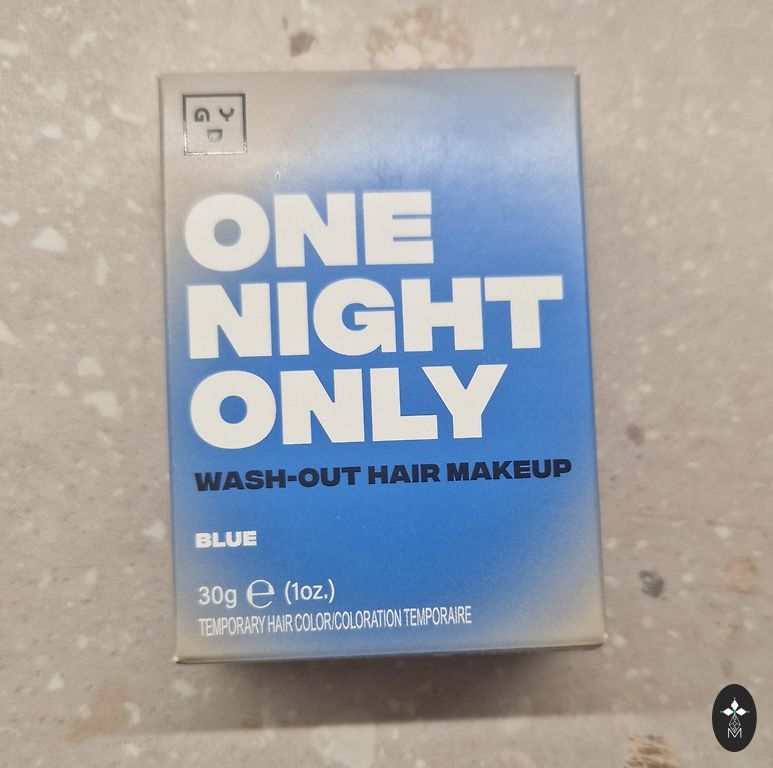 ONE
NIGHT
ONLY
WASH-OUT HAIR MAKEUP
BLUE
30g ℮ (1oz.)
TEMPORARY HAIR COLOR/COLORATION TEMPORAIRE